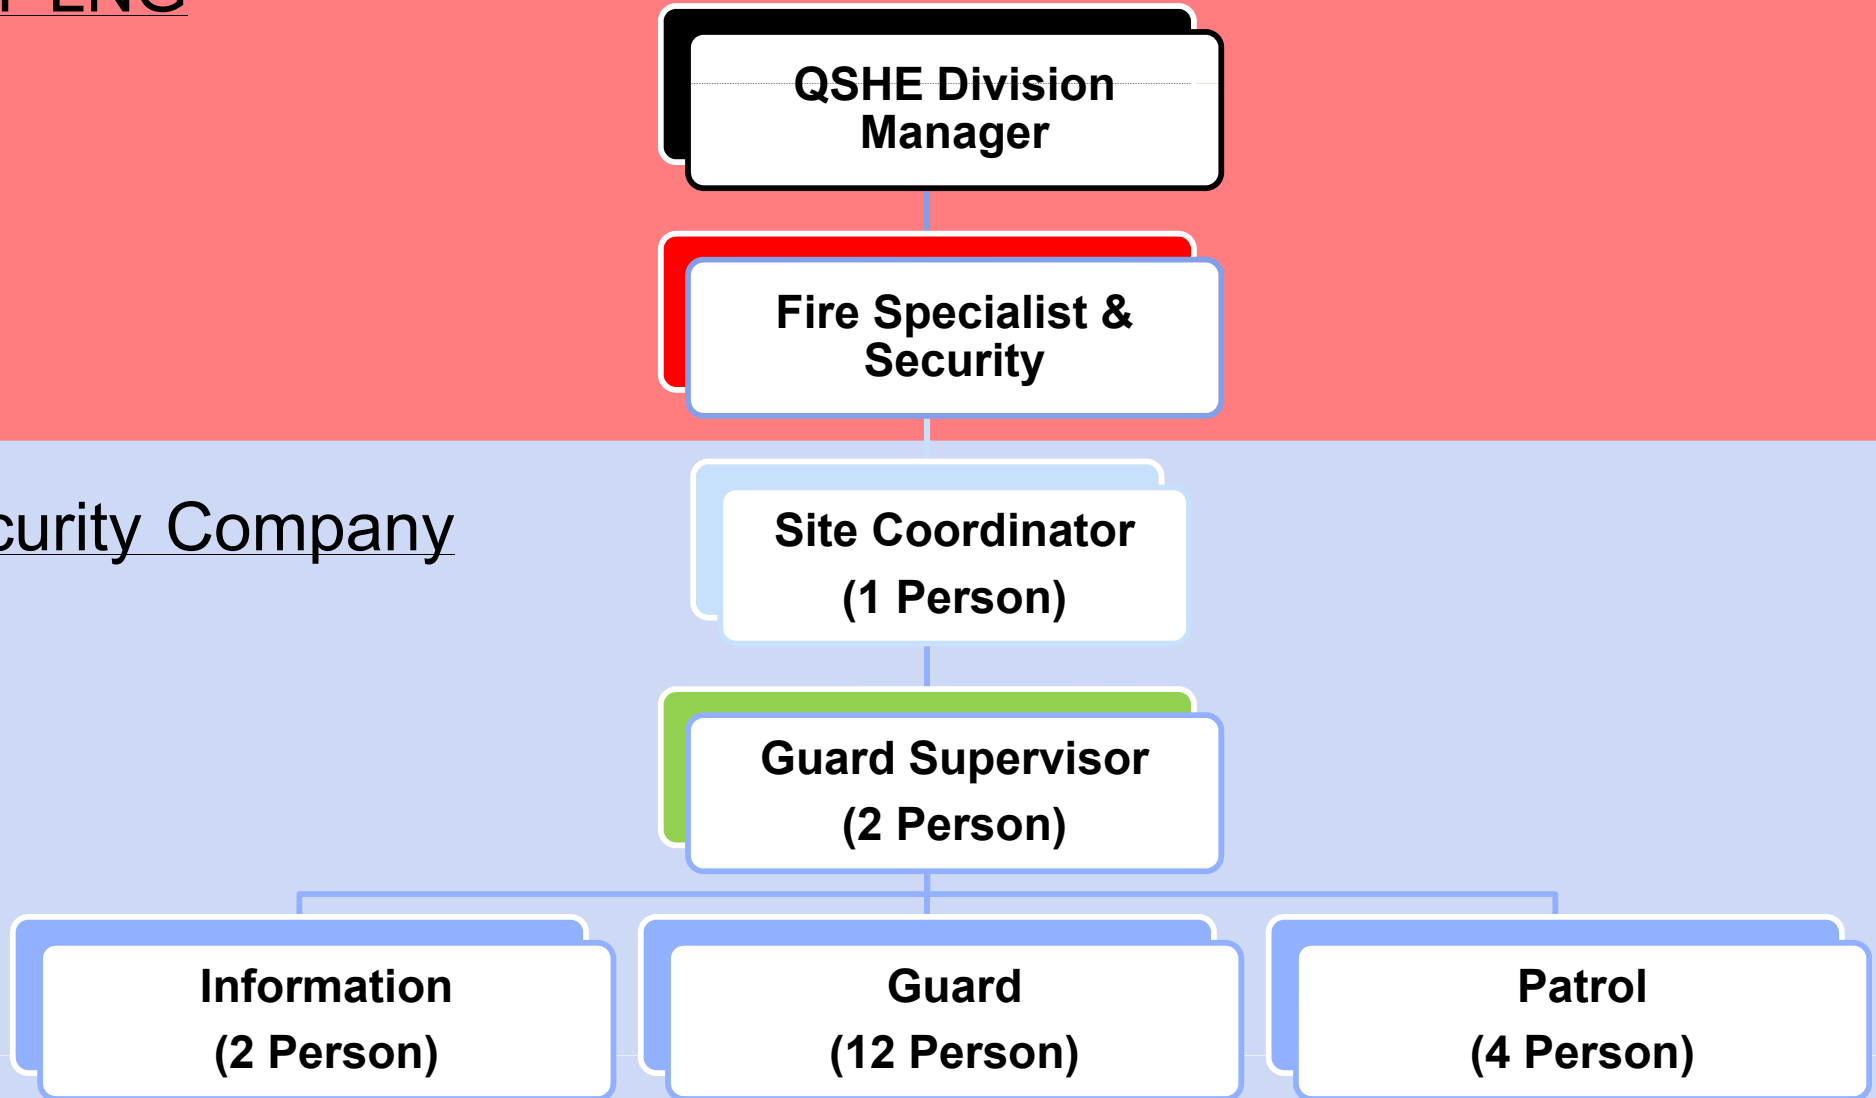 LNG
QSHE Division
Manager
Fire Specialist &
Security
Site Coordinator
(1 Person)
curity Company
Guard Supervisor
(2 Person)
Information
(2 Person)
Guard
(12 Person)
Patrol
(4 Person)